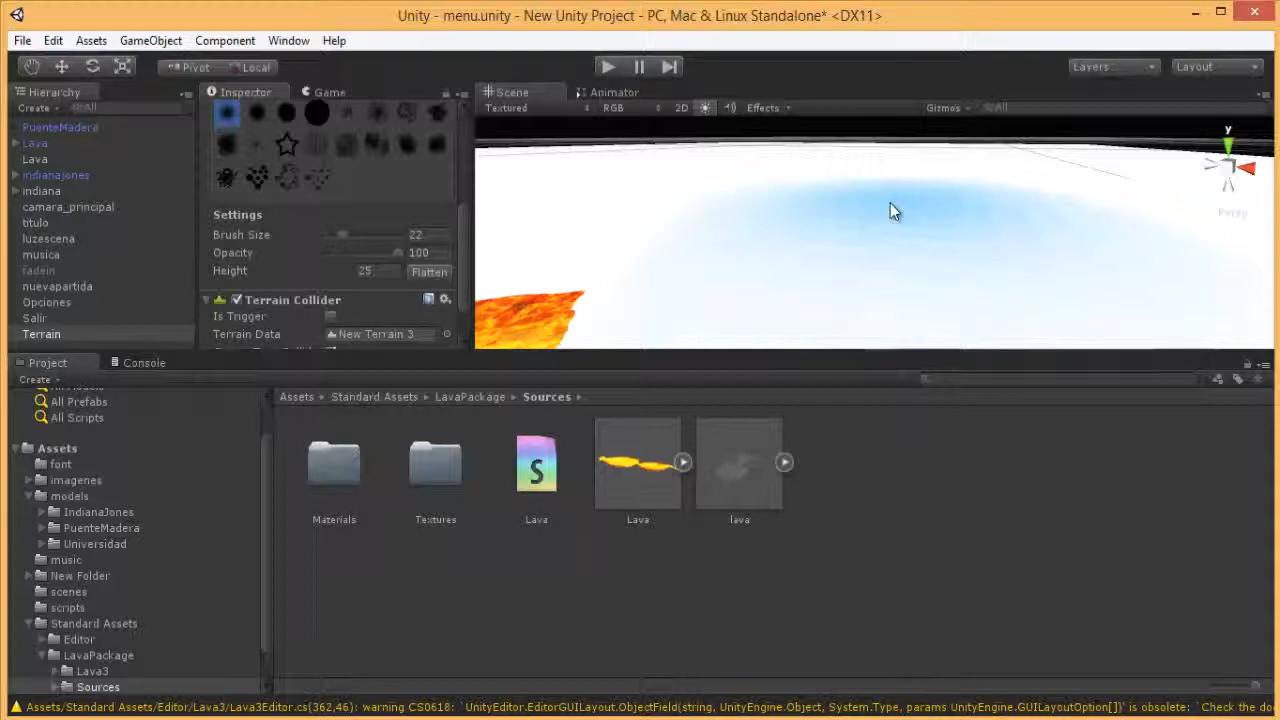 Unity - menu.unity - New Unity Project - PC, Mac & Linux Standalone* <DX11>
File Edit Assets GameObject Component Window Help
Pivot Local Layers Layout
Hierarchy Inspector Game Scene Animator
Create All Textured RGB 2D Effects Gizmos All
PuenteMadera
Lava
Lava
indianajones
indiana
camara_principal
titulo
luzescena
musica
fadein
nuevapartida
Opciones
Salir
Terrain
Settings
Brush Size 22
Opacity 100
Height 25 Flatten
Terrain Collider
Is Trigger
Terrain Data New Terrain 3
y
Persp
Project Console
Create
All Prefabs
All Scripts
Assets
font
imagenes
models
IndianaJones
PuenteMadera
Universidad
music
New Folder
scenes
scripts
Standard Assets
Editor
LavaPackage
Lava3
Sources
Assets Standard Assets LavaPackage Sources
S
Materials Textures Lava Lava lava
Assets/Standard Assets/Editor/Lava3/Lava3Editor.cs(362,46): warning CS0618: `UnityEditor.EditorGUILayout.ObjectField(string, UnityEngine.Object, System.Type, params UnityEngine.GUILayoutOption[])' is obsolete: `Check the do